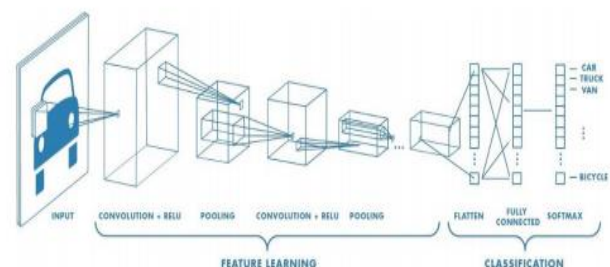 CAR
TRUCK
VAN
BICYCLE
INPUT CONVOLUTION + RELU POOLING CONVOLUTION + RELU POOLING FLATTEN FULLY CONNECTED SOFTMAX
FEATURE LEARNING CLASSIFICATION